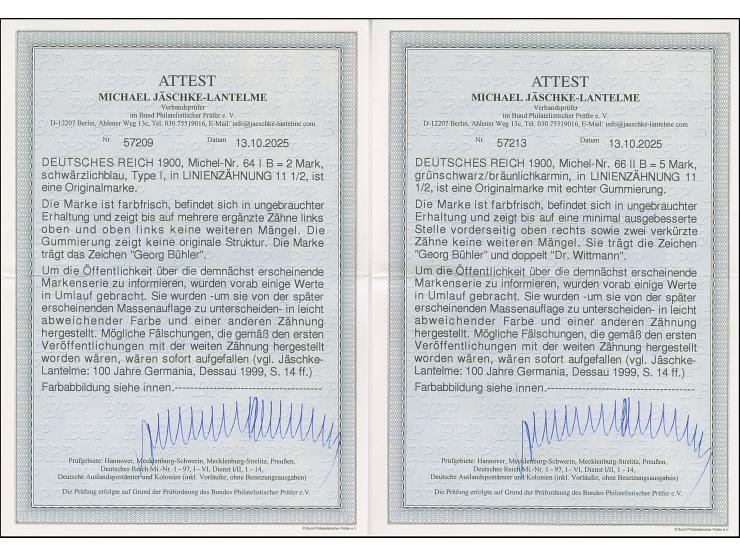 ATTEST
MICHAEL JÄSCHKE-LANTELME
Verbandsprüfer
im Bund Philatelistischer Prüfer e. V.
D-12207 Berlin, Ahlener Weg 13c, Tel. 030.75519016, E-Mail: info@jaeschke-lantelme.com
Nr. 57209 Datum 13.10.2025
DEUTSCHES REICH 1900, Michel-Nr. 64 I B = 2 Mark,
schwärzlichblau, Type I, in LINIENZÄHNUNG 11 1/2, ist
eine Originalmarke.
Die Marke ist farbfrisch, befindet sich in ungebrauchter
Erhaltung und zeigt bis auf mehrere ergänzte Zähne links
oben und oben links keine weiteren Mängel. Die
Gummierung zeigt keine originale Struktur. Die Marke
trägt das Zeichen "Georg Bühler".
Um die Öffentlichkeit über die demnächst erscheinende
Markenserie zu informieren, wurden vorab einige Werte
in Umlauf gebracht. Sie wurden -um sie von der später
erscheinenden Massenauflage zu unterscheiden- in leicht
abweichender Farbe und einer anderen Zähnung
hergestellt. Mögliche Fälschungen, die gemäß den ersten
Veröffentlichungen mit der weiten Zähnung hergestellt
worden wären, wären sofort aufgefallen (vgl. Jäschke-
Lantelme: 100 Jahre Germania, Dessau 1999, S. 14 ff.)
Farbabbildung siehe innen.------------------------------------
Prüfgebiete: Hannover, Mecklenburg-Schwerin, Mecklenburg-Strelitz, Preußen,
Deutsches Reich Mi.-Nr. 1 - 97, I - VI, Dienst I/II, 1 - 14,
Deutsche Auslandspostämter und Kolonien (inkl. Vorläufer, ohne Besetzungsausgaben)
Die Prüfung erfolgte auf Grund der Prüfordnung des Bundes Philatelistischer Prüfer e.V.
© Bund Philatelistischer Prüfer e.V.
ATTEST
MICHAEL JÄSCHKE-LANTELME
Verbandsprüfer
im Bund Philatelistischer Prüfer e. V.
D-12207 Berlin, Ahlener Weg 13c, Tel. 030.75519016, E-Mail: info@jaeschke-lantelme.com
Nr. 57213 Datum 13.10.2025
DEUTSCHES REICH 1900, Michel-Nr. 66 II B = 5 Mark,
grünschwarz/bräunlichkarmin, in LINIENZÄHNUNG 11
1/2, ist eine Originalmarke mit echter Gummierung.
Die Marke ist farbfrisch, befindet sich in ungebrauchter
Erhaltung und zeigt bis auf eine minimal ausgebesserte
Stelle vorderseitig oben rechts sowie zwei verkürzte
Zähne keine weiteren Mängel. Sie trägt die Zeichen
"Georg Bühler" und doppelt "Dr. Wittmann".
Um die Öffentlichkeit über die demnächst erscheinende
Markenserie zu informieren, wurden vorab einige Werte
in Umlauf gebracht. Sie wurden -um sie von der später
erscheinenden Massenauflage zu unterscheiden- in leicht
abweichender Farbe und einer anderen Zähnung
hergestellt. Mögliche Fälschungen, die gemäß den ersten
Veröffentlichungen mit der weiten Zähnung hergestellt
worden wären, wären sofort aufgefallen (vgl. Jäschke-
Lantelme: 100 Jahre Germania, Dessau 1999, S. 14 ff.)
Farbabbildung siehe innen.----------------------------------
Prüfgebiete: Hannover, Mecklenburg-Schwerin, Mecklenburg-Strelitz, Preußen,
Deutsches Reich Mi.-Nr. 1 - 97, I - VI, Dienst I/II, 1 - 14,
Deutsche Auslandspostämter und Kolonien (inkl. Vorläufer, ohne Besetzungsausgaben)
Die Prüfung erfolgte auf Grund der Prüfordnung des Bundes Philatelistischer Prüfer e.V.
© Bund Philatelistischer Prüfer e.V.